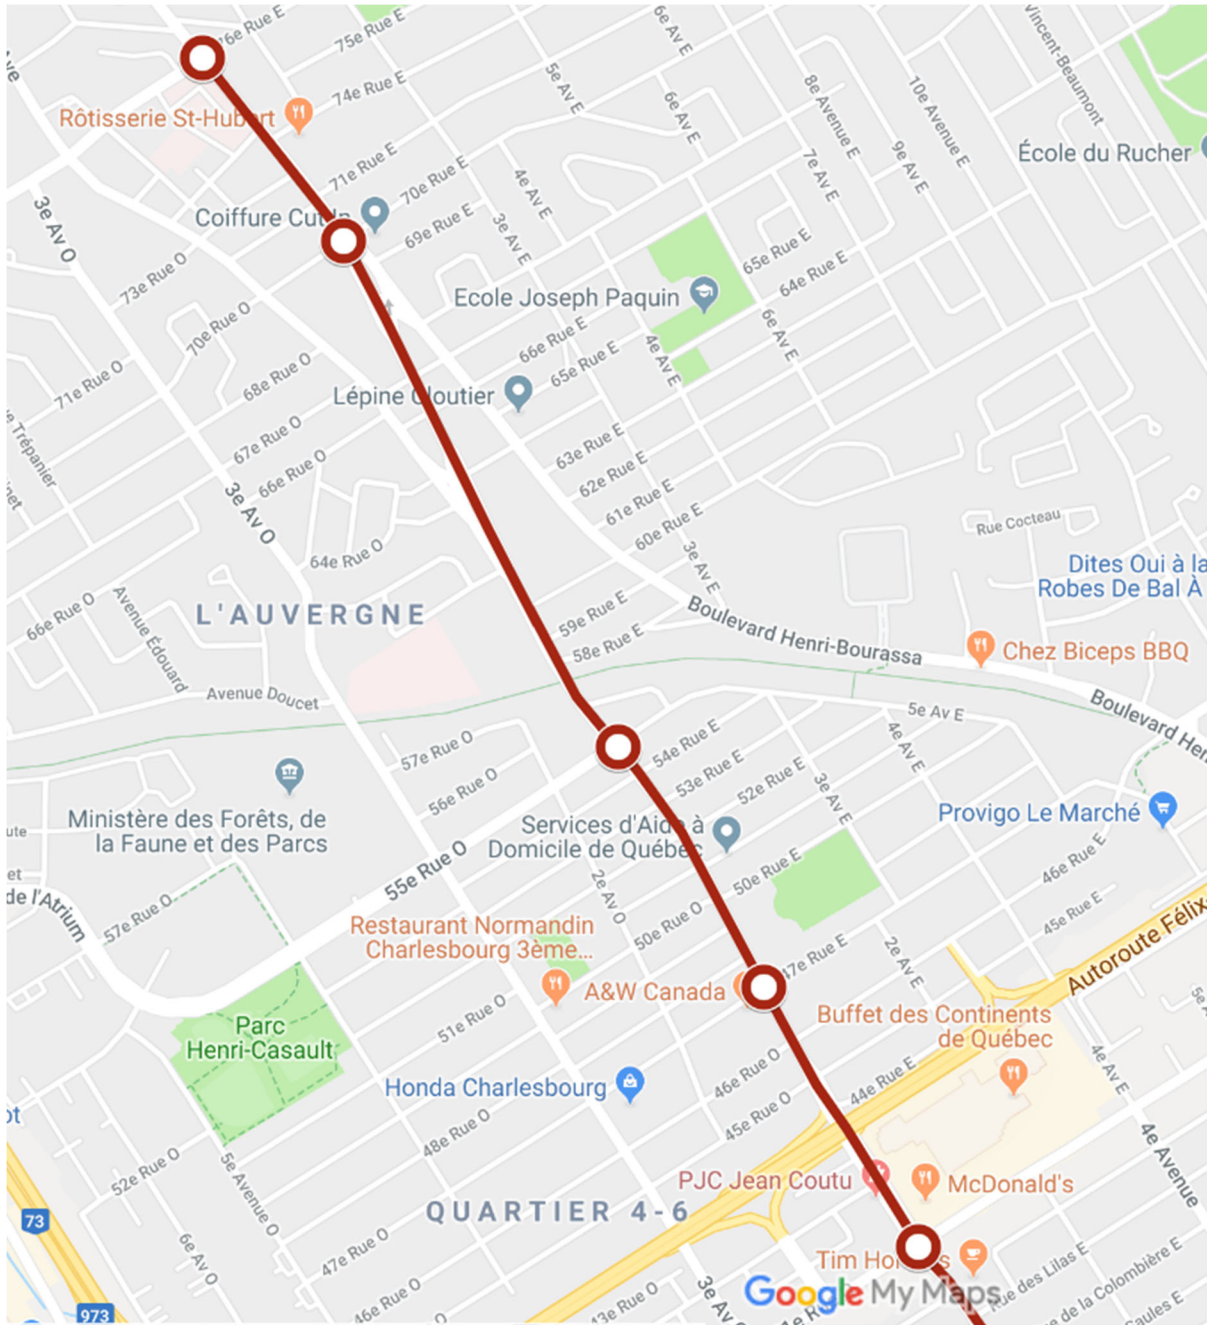 76e Rue E
75e Rue E
74e Rue E
6e Av E
5e Av E
6e Av E
8e Avenue E
10e Avenue E
Vincent-Beaumont
Rôtisserie St-Hubert
71e Rue E
70e Rue E
69e Rue E
4e Av E
3e Av E
7e Av E
9e Av E
École du Rucher
Coiffure Cut In
3e Av O
73e Rue O
70e Rue O
71e Rue O
68e Rue O
67e Rue O
66e Rue O
Ecole Joseph Paquin
65e Rue E
64e Rue E
6e Av E
66e Rue E
65e Rue E
4e Av E
Lépine Cloutier
63e Rue E
62e Rue E
61e Rue E
60e Rue E
3e Av E
Trépanier
3e Av O
64e Rue O
Rue Cocteau
Dites Oui à la
Robes De Bal À
L'AUVERGNE
66e Rue O
Avenue Édouard
Avenue Doucet
59e Rue E
58e Rue E
Boulevard Henri-Bourassa
Chez Biceps BBQ
Boulevard Hen
5e Av E
4e Av E
57e Rue O
56e Rue O
54e Rue E
53e Rue E
52e Rue E
3e Av E
Ministère des Forêts, de
la Faune et des Parcs
Services d'Aide à
Domicile de Québec
Provigo Le Marché
46e Rue E
45e Rue E
50e Rue E
55e Rue O
2e Av O
50e Rue O
de l'Atrium
57e Rue O
Restaurant Normandin
Charlesbourg 3ème...
A&W Canada
47e Rue E
2e Av E
Autoroute Félix
Buffet des Continents
de Québec
Parc
Henri-Casault
51e Rue O
Honda Charlesbourg
46e Rue O
45e Rue O
44e Rue E
4e Av E
4e Avenue
48e Rue O
52e Rue O
5e Avenue O
6e Av O
47e Rue O
46e Rue O
PJC Jean Coutu
McDonald's
QUARTIER 4-6
73
973
3e Av O
43e Rue O
Tim Hortons
Rue des Lilas E
de la Colombière E
Saules E
Google My Maps